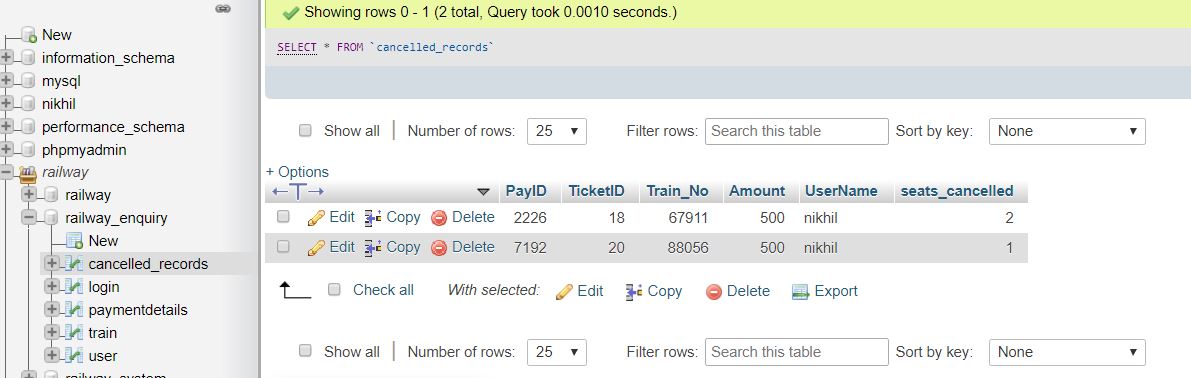 New
information_schema
mysql
nikhil
performance_schema
phpmyadmin
railway
railway
railway_enquiry
New
cancelled_records
login
paymentdetails
train
user
railway_system
Showing rows 0 - 1 (2 total, Query took 0.0010 seconds.)
SELECT * FROM `cancelled_records`
Show all | Number of rows: 25 Filter rows: Search this table Sort by key: None
+ Options
←T→ PayID TicketID Train_No Amount UserName seats_cancelled
Edit Copy Delete 2226 18 67911 500 nikhil 2
Edit Copy Delete 7192 20 88056 500 nikhil 1
Check all With selected: Edit Copy Delete Export
Show all | Number of rows: 25 Filter rows: Search this table Sort by key: None